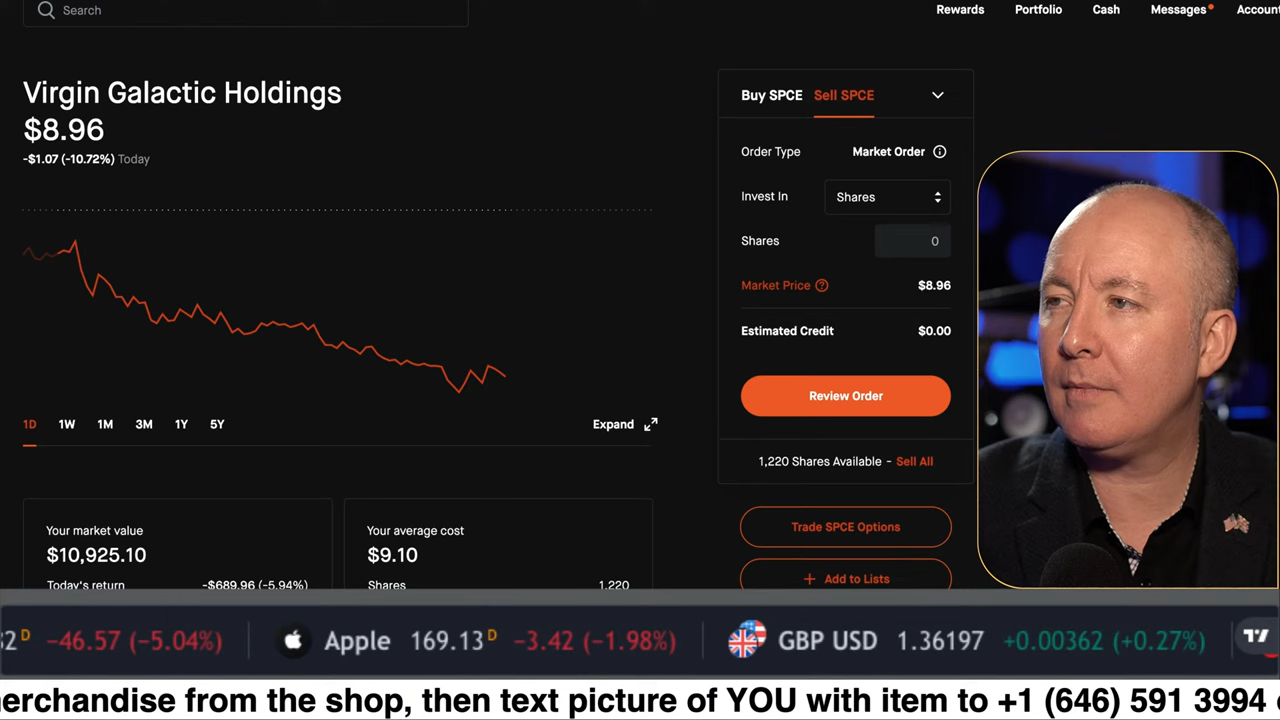 Search
Rewards Portfolio Cash Messages Accoun
Virgin Galactic Holdings
$8.96
-$1.07 (-10.72%) Today
1D 1W 1M 3M 1Y 5Y
Expand
Your market value
$10,925.10
Today's return -$689.96 (-5.94%)
Your average cost
$9.10
Shares 1,220
Buy SPCE Sell SPCE
Order Type Market Order
Invest In Shares
Shares 0
Market Price $8.96
Estimated Credit $0.00
Review Order
1,220 Shares Available - Sell All
Trade SPCE Options
+ Add to Lists
2 D −46.57 (−5.04%) Apple 169.13 D −3.42 (−1.98%) GBP USD 1.36197 +0.00362 (+0.27%)
merchandise from the shop, then text picture of YOU with item to +1 (646) 591 3994